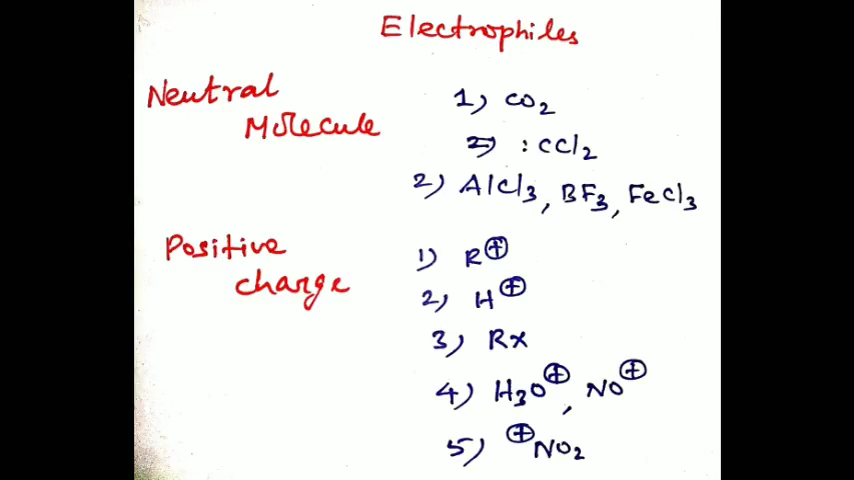 Electrophiles
Neutral Molecule
1) CO2
2) :CCl2
2) AlCl3, BF3, FeCl3
Positive charge
1) R⊕
2) H⊕
3) Rx
4) H3O⊕, NO⊕
5) ⊕NO2